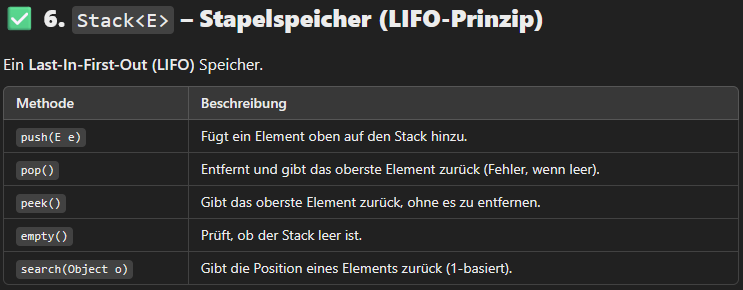 ✅ 6. Stack<E> – Stapelspeicher (LIFO-Prinzip)
Ein Last-In-First-Out (LIFO) Speicher.
Methode Beschreibung
push(E e) Fügt ein Element oben auf den Stack hinzu.
pop() Entfernt und gibt das oberste Element zurück (Fehler, wenn leer).
peek() Gibt das oberste Element zurück, ohne es zu entfernen.
empty() Prüft, ob der Stack leer ist.
search(Object o) Gibt die Position eines Elements zurück (1-basiert).